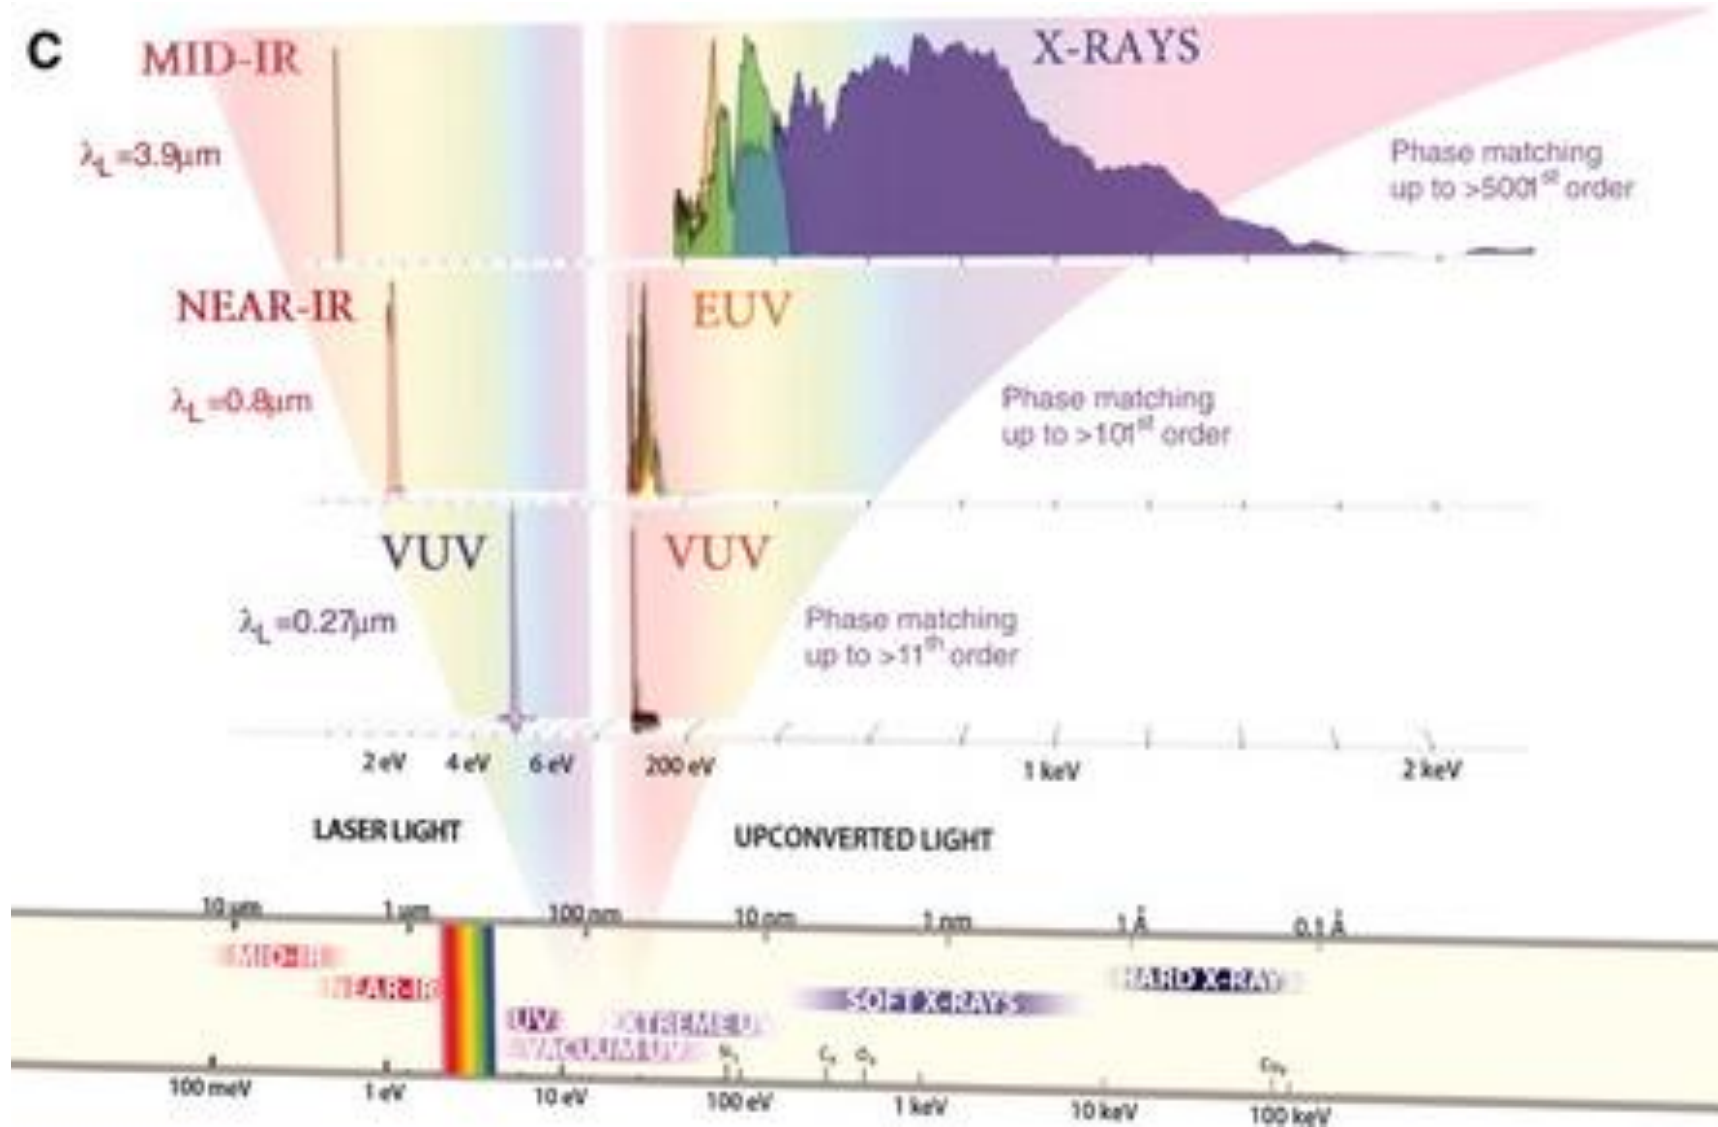 C
MID-IR
X-RAYS
λL =3.9μm
Phase matching
up to >5001st order
NEAR-IR
EUV
λL =0.8μm
Phase matching
up to >101st order
VUV
VUV
λL =0.27μm
Phase matching
up to >11th order
2 eV 4 eV 6 eV 200 eV 1 keV 2 keV
LASER LIGHT
UPCONVERTED LIGHT
10 μm 1 μm 100 nm 10 nm 1 nm 1 Å 0.1 Å
MID-IR
HARD X-RAY
NEAR-IR
SOFT X-RAYS
UV
EXTREME U
VACUUM UV
100 meV 1 eV 10 eV 100 eV 1 keV 10 keV 100 keV